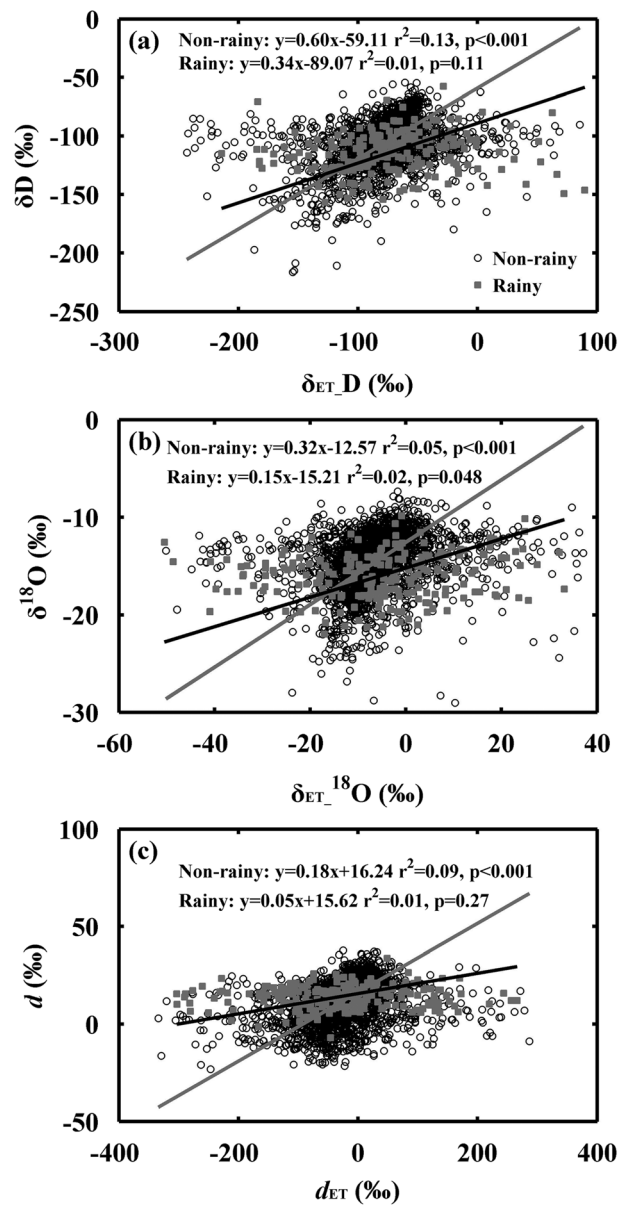 (a)
Non-rainy: y=0.60x-59.11 r²=0.13, p<0.001
Rainy: y=0.34x-89.07 r²=0.01, p=0.11
0
-50
-100
-150
-200
-250
δD (‰)
Non-rainy
Rainy
-300 -200 -100 0 100
δET_D (‰)
(b)
Non-rainy: y=0.32x-12.57 r²=0.05, p<0.001
Rainy: y=0.15x-15.21 r²=0.02, p=0.048
0
-10
-20
-30
δ¹⁸O (‰)
-60 -40 -20 0 20 40
δET_¹⁸O (‰)
(c)
Non-rainy: y=0.18x+16.24 r²=0.09, p<0.001
Rainy: y=0.05x+15.62 r²=0.01, p=0.27
100
50
0
-50
d (‰)
-400 -200 0 200 400
dET (‰)